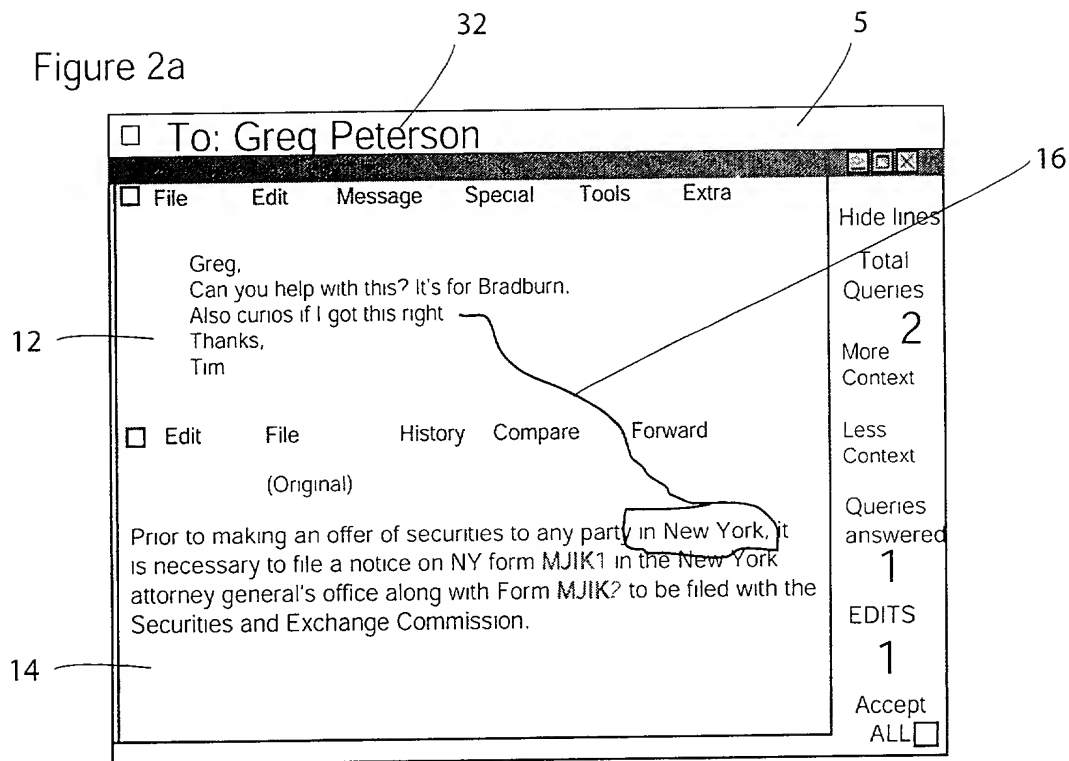 32
5
Figure 2a
To: Greg Peterson
16
File Edit Message Special Tools Extra
Greg,
Can you help with this? It's for Bradburn.
Also curios if I got this right
Thanks,
Tim
12
Edit File History Compare Forward
(Original)
Prior to making an offer of securities to any party in New York, it
is necessary to file a notice on NY form MJIK1 in the New York
attorney general's office along with Form MJIK2 to be filed with the
Securities and Exchange Commission.
14
Hide lines
Total
Queries
2
More
Context
Less
Context
Queries
answered
1
EDITS
1
Accept
ALL